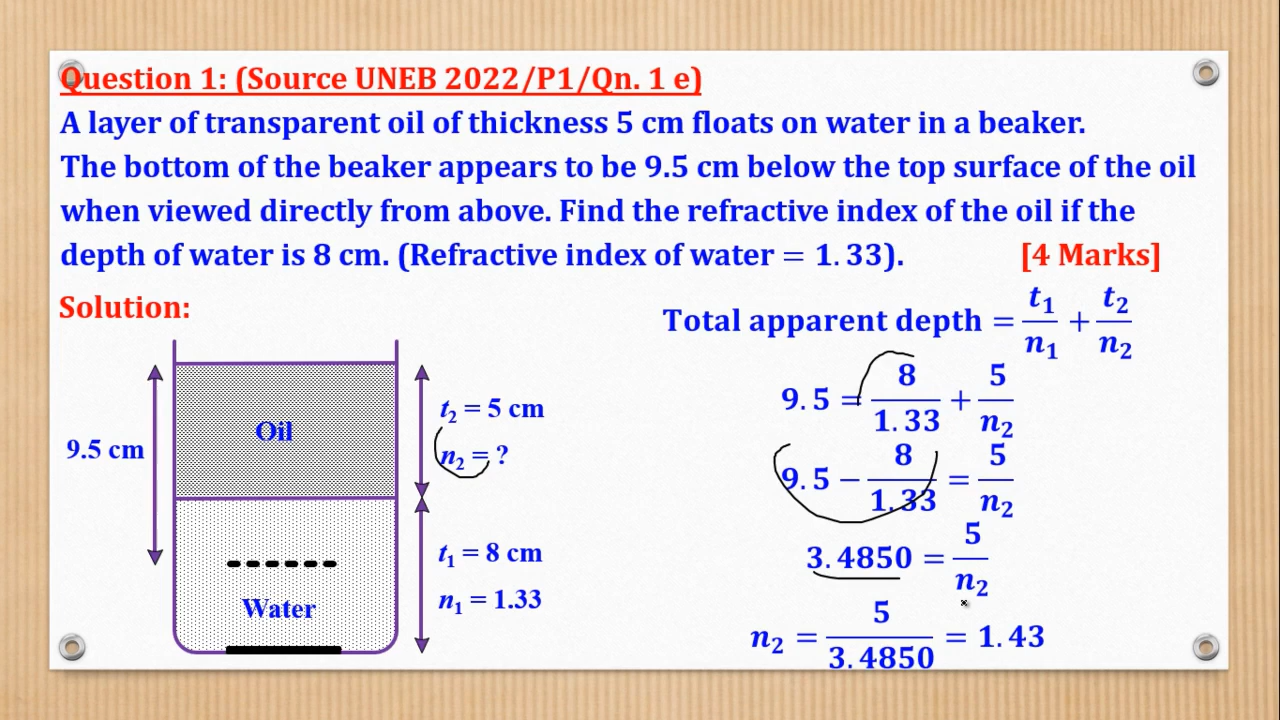 Question 1: (Source UNEB 2022/P1/Qn. 1 e)
A layer of transparent oil of thickness 5 cm floats on water in a beaker.
The bottom of the beaker appears to be 9.5 cm below the top surface of the oil
when viewed directly from above. Find the refractive index of the oil if the
depth of water is 8 cm. (Refractive index of water = 1.33). [4 Marks]
Solution:
9.5 cm
Oil
t₂ = 5 cm
n₂ = ?
Water
t₁ = 8 cm
n₁ = 1.33
Total apparent depth = t₁/n₁ + t₂/n₂
9.5 = 8/1.33 + 5/n₂
9.5 − 8/1.33 = 5/n₂
3.4850 = 5/n₂
n₂ = 5/3.4850 = 1.43